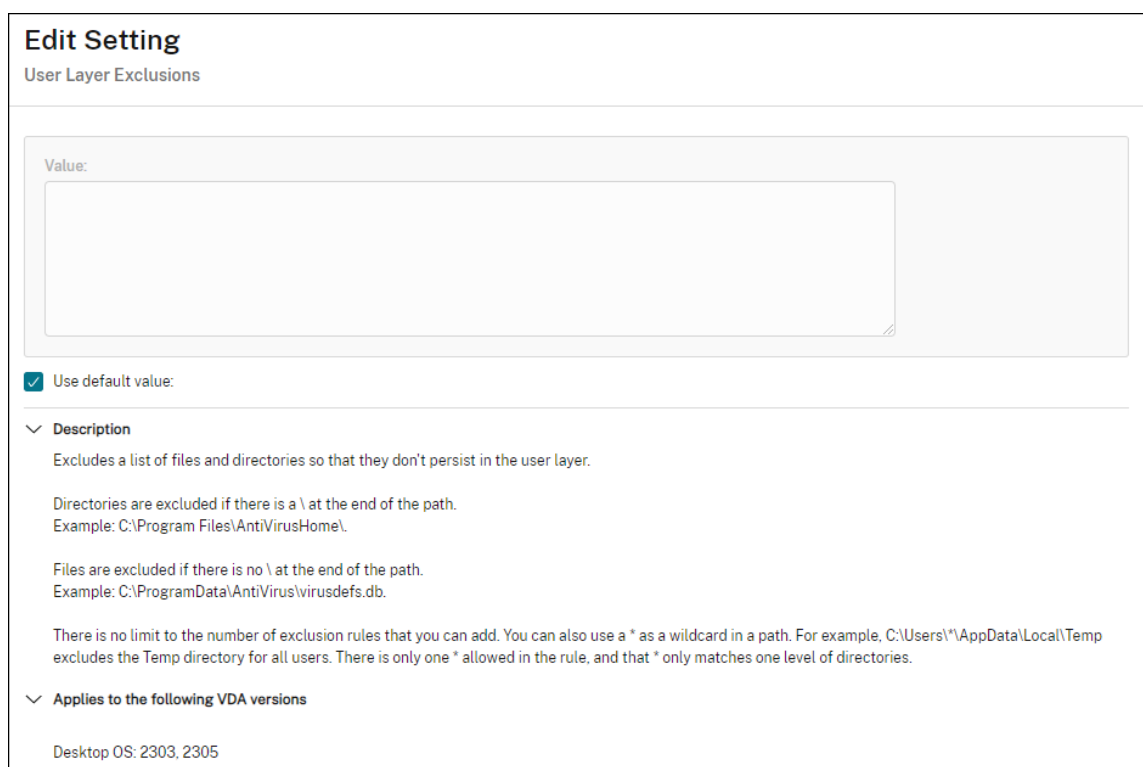 Edit Setting
User Layer Exclusions
Value:
Use default value:
Description
Excludes a list of files and directories so that they don't persist in the user layer.
Directories are excluded if there is a \ at the end of the path.
Example: C:\Program Files\AntiVirusHome\.
Files are excluded if there is no \ at the end of the path.
Example: C:\ProgramData\AntiVirus\virusdefs.db.
There is no limit to the number of exclusion rules that you can add. You can also use a * as a wildcard in a path. For example, C:\Users\*\AppData\Local\Temp
excludes the Temp directory for all users. There is only one * allowed in the rule, and that * only matches one level of directories.
Applies to the following VDA versions
Desktop OS: 2303, 2305